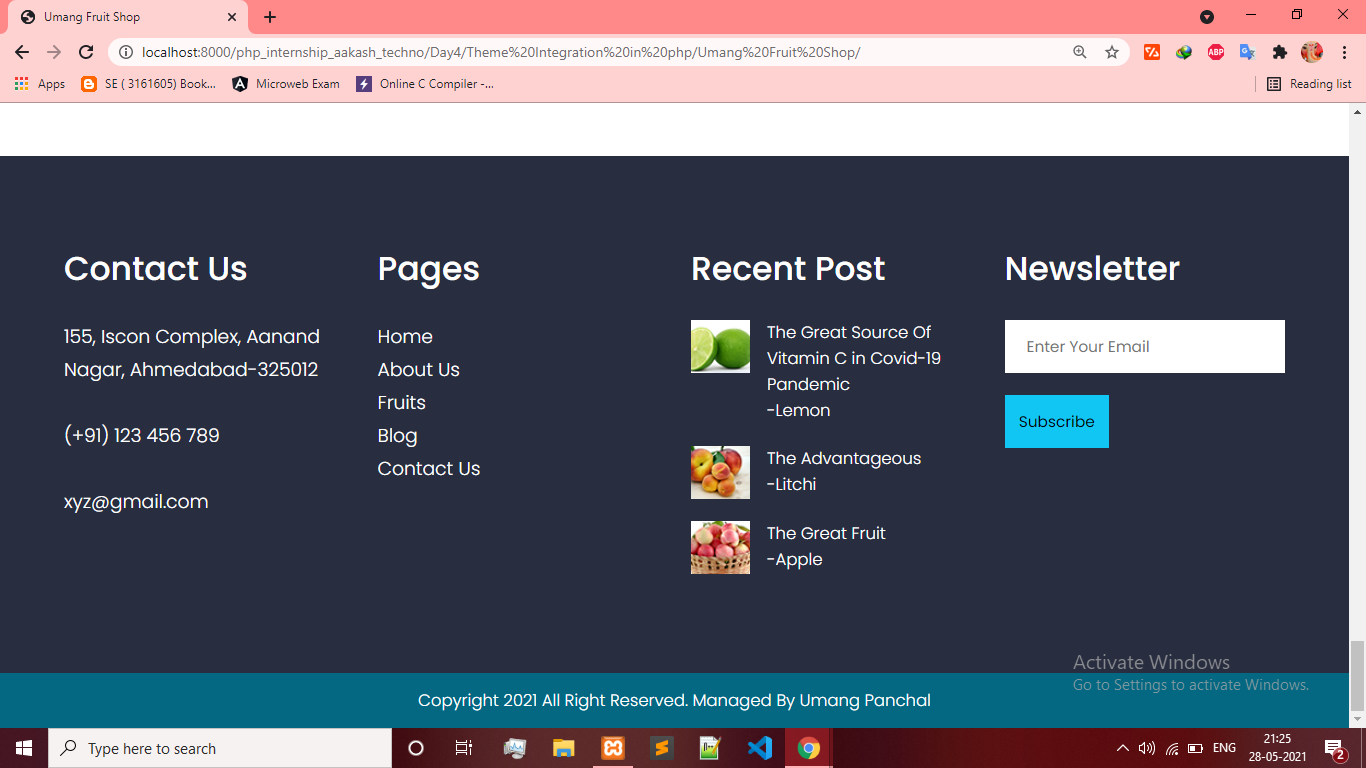 Umang Fruit Shop
localhost:8000/php_internship_aakash_techno/Day4/Theme%20Integration%20in%20php/Umang%20Fruit%20Shop/
ABP
Apps
SE ( 3161605) Book...
Microweb Exam
Online C Compiler -...
Reading list
Contact Us
155, Iscon Complex, Aanand
Nagar, Ahmedabad-325012
(+91) 123 456 789
xyz@gmail.com
Pages
Home
About Us
Fruits
Blog
Contact Us
Recent Post
The Great Source Of
Vitamin C in Covid-19
Pandemic
-Lemon
The Advantageous
-Litchi
The Great Fruit
-Apple
Newsletter
Enter Your Email
Subscribe
Activate Windows
Go to Settings to activate Windows.
Copyright 2021 All Right Reserved. Managed By Umang Panchal
Type here to search
ENG
21:25
28-05-2021
2